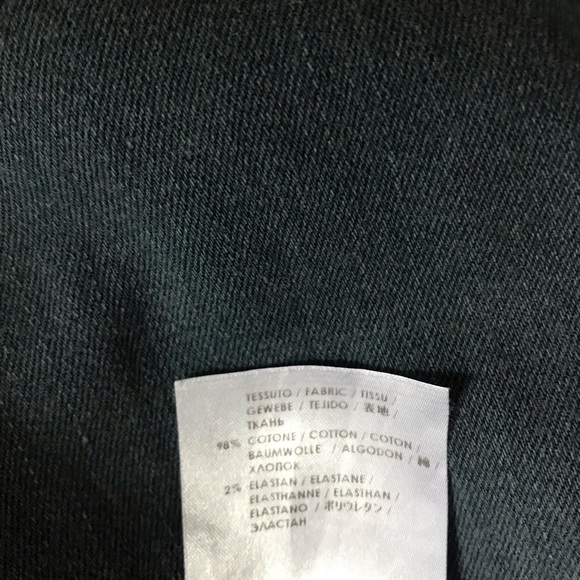 TESSUTO / FABRIC / TISSU /
GEWEBE / TEJIDO / 表地 /
ТКАНЬ
98% COTONE / COTTON / COTON /
BAUMWOLLE / ALGODON / 綿 /
ХЛОПОК
2% ELASTAN / ELASTANE /
ELASTHANNE / ELASTHAN /
ELASTANO / ポリウレタン /
ЭЛАСТАН